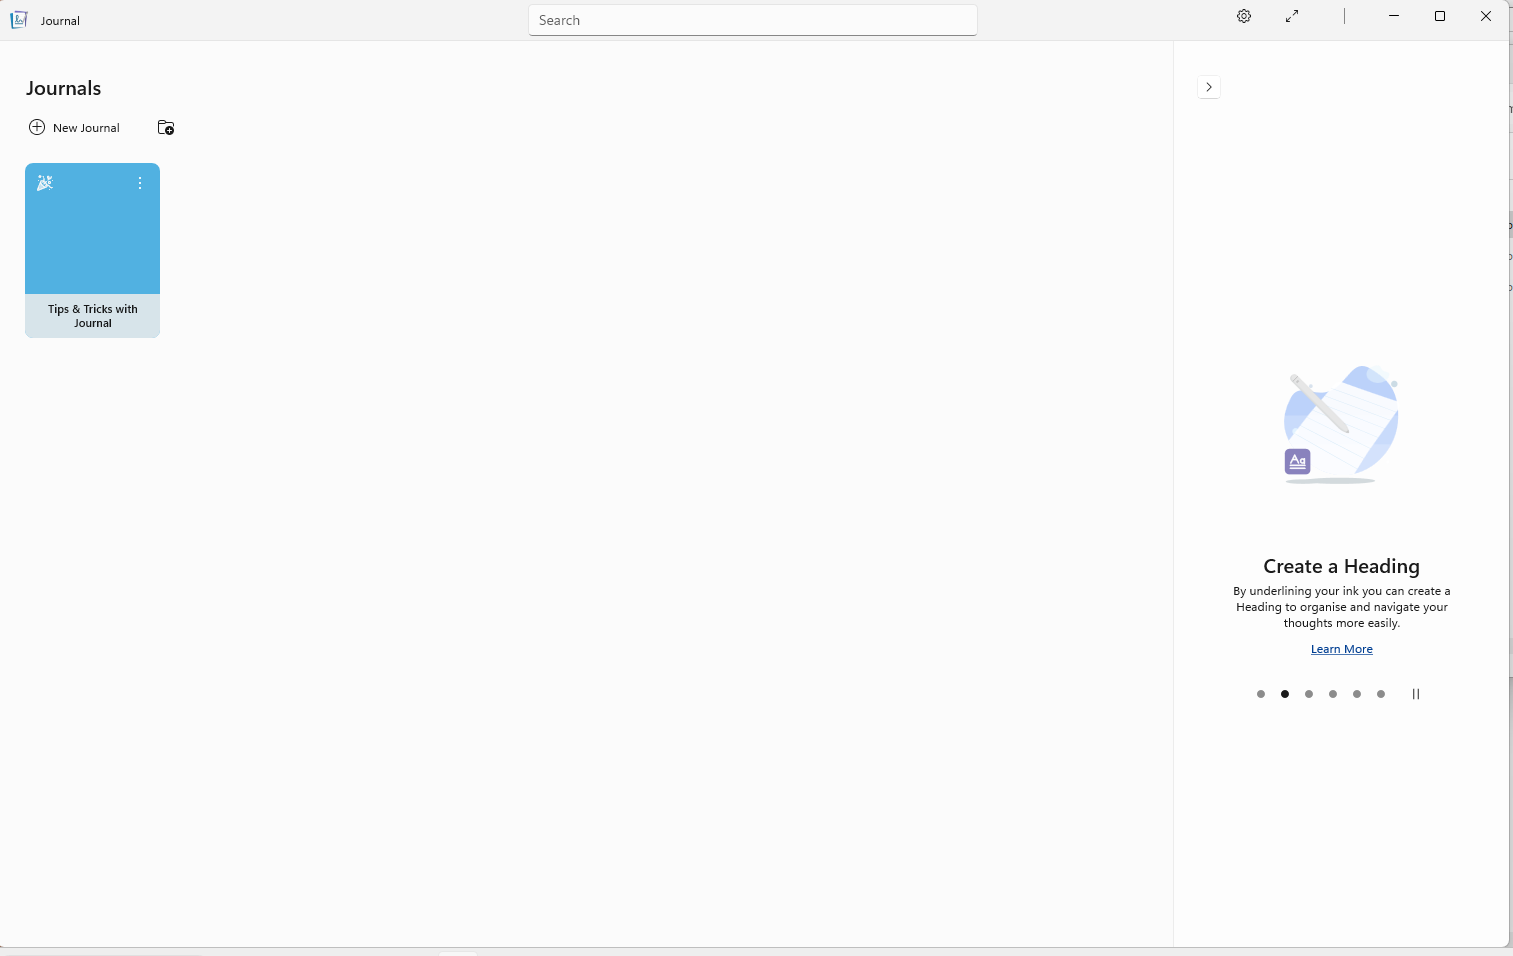 Journal
Search
Journals
New Journal
Tips & Tricks with
Journal
Create a Heading
By underlining your ink you can create a
Heading to organise and navigate your
thoughts more easily.
Learn More